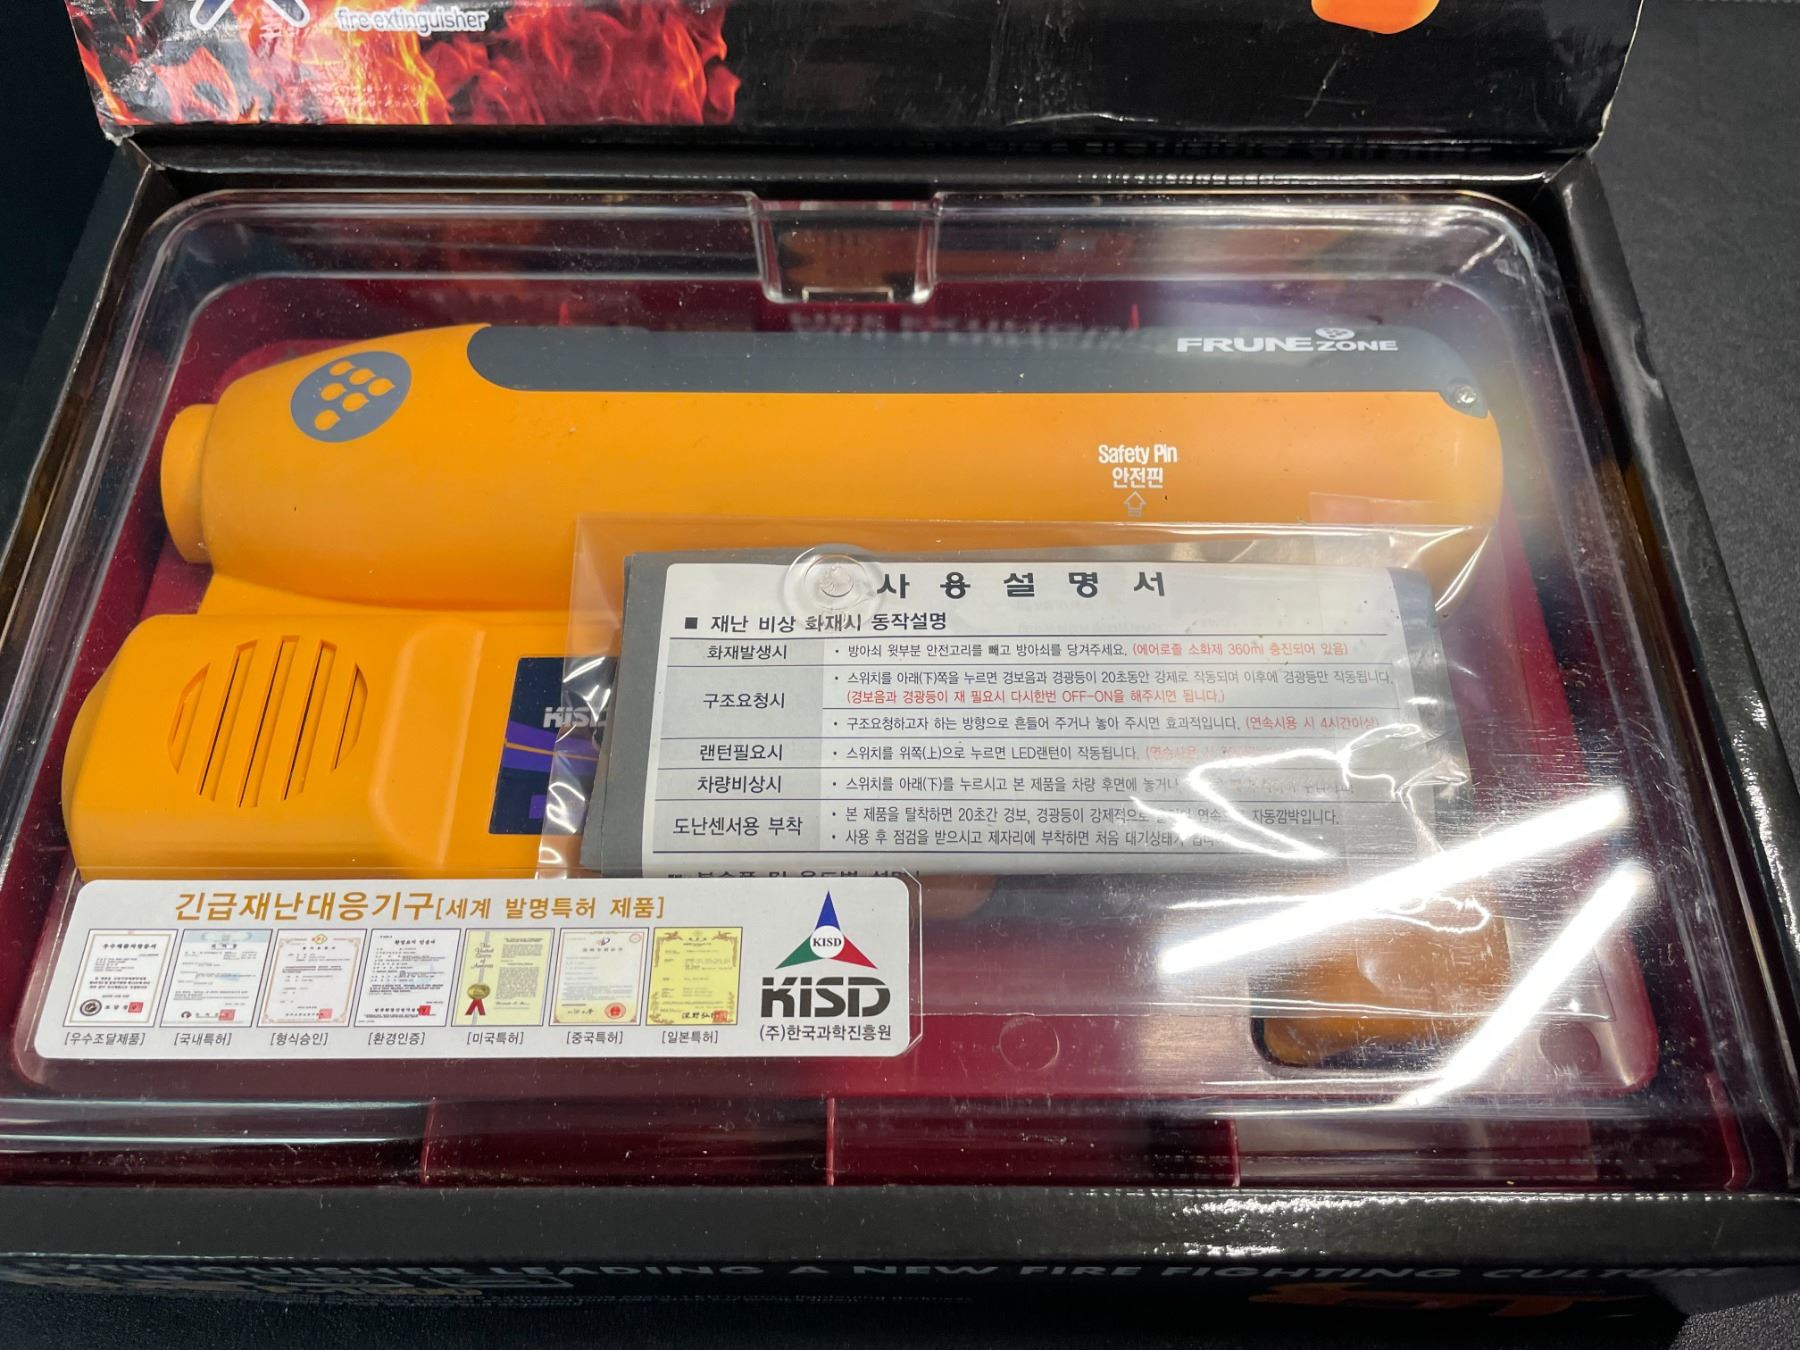 fire extinguisher
FRUNE ZONE
Safety Pin
안전핀
사용설명서
■ 재난 비상 화재시 동작설명
화재발생시
· 방아쇠 윗부분 안전고리를 빼고 방아쇠를 당겨주세요. (에어로졸 소화제 360㎖ 충진되어 있음)
구조요청시
· 스위치를 아래(下)쪽을 누르면 경보음과 경광등이 20초동안 강제로 작동되며 이후에 경광등만 작동됩니다.
(경보음과 경광등이 재 필요시 다시한번 OFF-ON을 해주시면 됩니다.)
· 구조요청하고자 하는 방향으로 흔들어 주거나 놓아 주시면 효과적입니다. (연속시용 시 4시간이상)
랜턴필요시
· 스위치를 위쪽(上)으로 누르면 LED랜턴이 작동됩니다.
차량비상시
· 스위치를 아래(下)를 누르시고 본 제품을 차량 후면에 놓거나
도난센서용 부착
· 본 제품을 탈착하면 20초간 경보, 경광등이 강제적으로 자동깜박입니다.
· 사용 후 점검을 받으시고 제자리에 부착하면 처음 대기상태가
KISD
긴급재난대응기구[세계 발명특허 제품]
[우수조달제품] [국내특허] [형식승인] [환경인증] [미국특허] [중국특허] [일본특허]
KISD
KISD
(주)한국과학진흥원
LEADING A NEW FIRE FIGHTING CULTURE